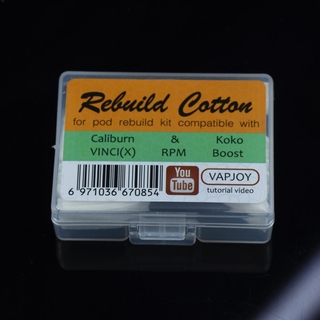 Rebuild Cotton
for pod rebuild kit compatible with
Caliburn & Koko
VINCI(X) RPM Boost
You Tube
VAPJOY
tutorial video
6 971036 670854